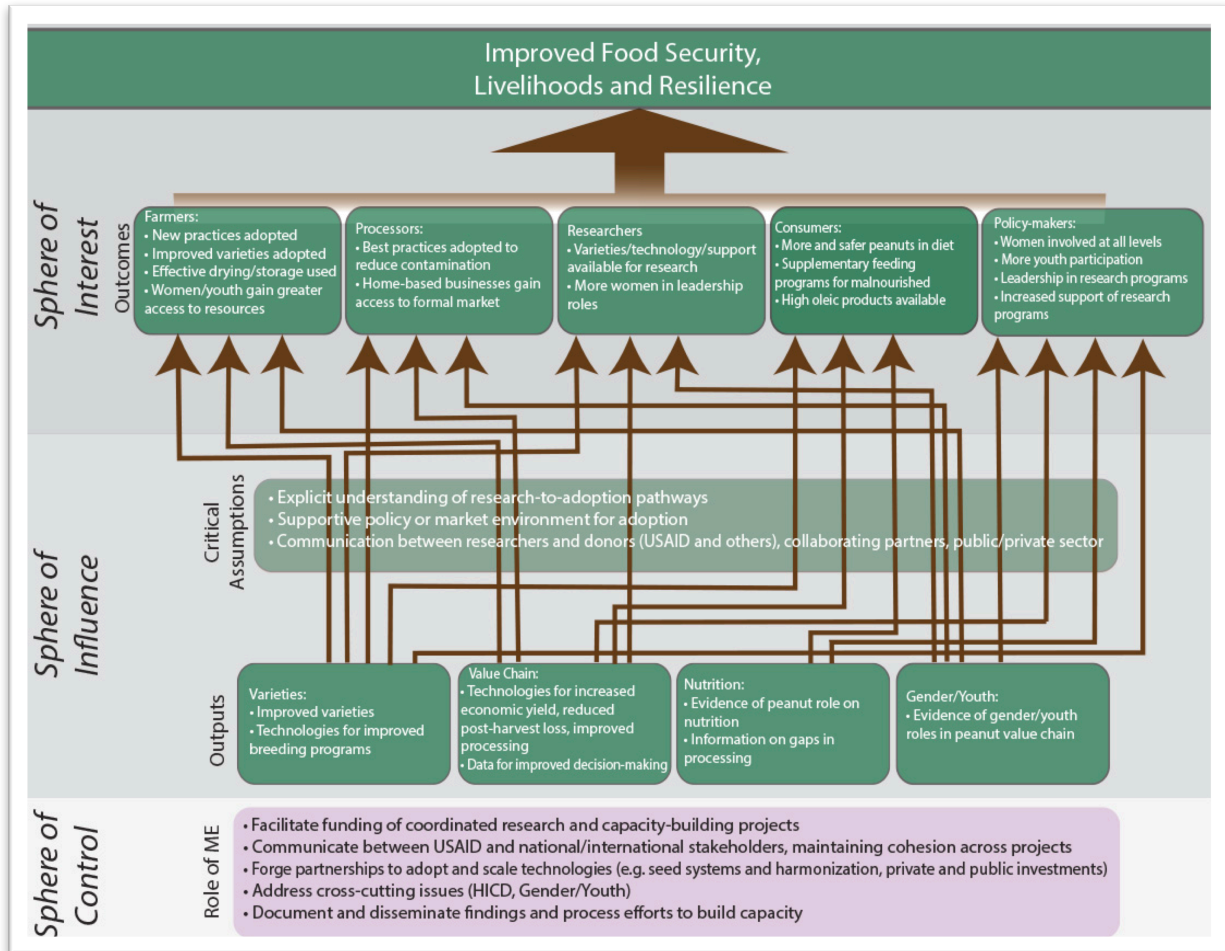 Improved Food Security,
Livelihoods and Resilience
Sphere of
Interest
Outcomes
Farmers:
• New practices adopted
• Improved varieties adopted
• Effective drying/storage used
• Women/youth gain greater
access to resources
Processors:
• Best practices adopted to
reduce contamination
• Home-based businesses gain
access to formal market
Researchers
• Varieties/technology/support
available for research
• More women in leadership
roles
Consumers:
• More and safer peanuts in diet
• Supplementary feeding
programs for malnourished
• High oleic products available
Policy-makers:
• Women involved at all levels
• More youth participation
• Leadership in research programs
• Increased support of research
programs
Sphere of
Influence
Critical
Assumptions
• Explicit understanding of research-to-adoption pathways
• Supportive policy or market environment for adoption
• Communication between researchers and donors (USAID and others), collaborating partners, public/private sector
Outputs
Varieties:
• Improved varieties
• Technologies for improved
breeding programs
Value Chain:
• Technologies for increased
economic yield, reduced
post-harvest loss, improved
processing
• Data for improved decision-making
Nutrition:
• Evidence of peanut role on
nutrition
• Information on gaps in
processing
Gender/Youth:
• Evidence of gender/youth
roles in peanut value chain
Sphere of
Control
Role of ME
• Facilitate funding of coordinated research and capacity-building projects
• Communicate between USAID and national/international stakeholders, maintaining cohesion across projects
• Forge partnerships to adopt and scale technologies (e.g. seed systems and harmonization, private and public investments)
• Address cross-cutting issues (HICD, Gender/Youth)
• Document and disseminate findings and process efforts to build capacity